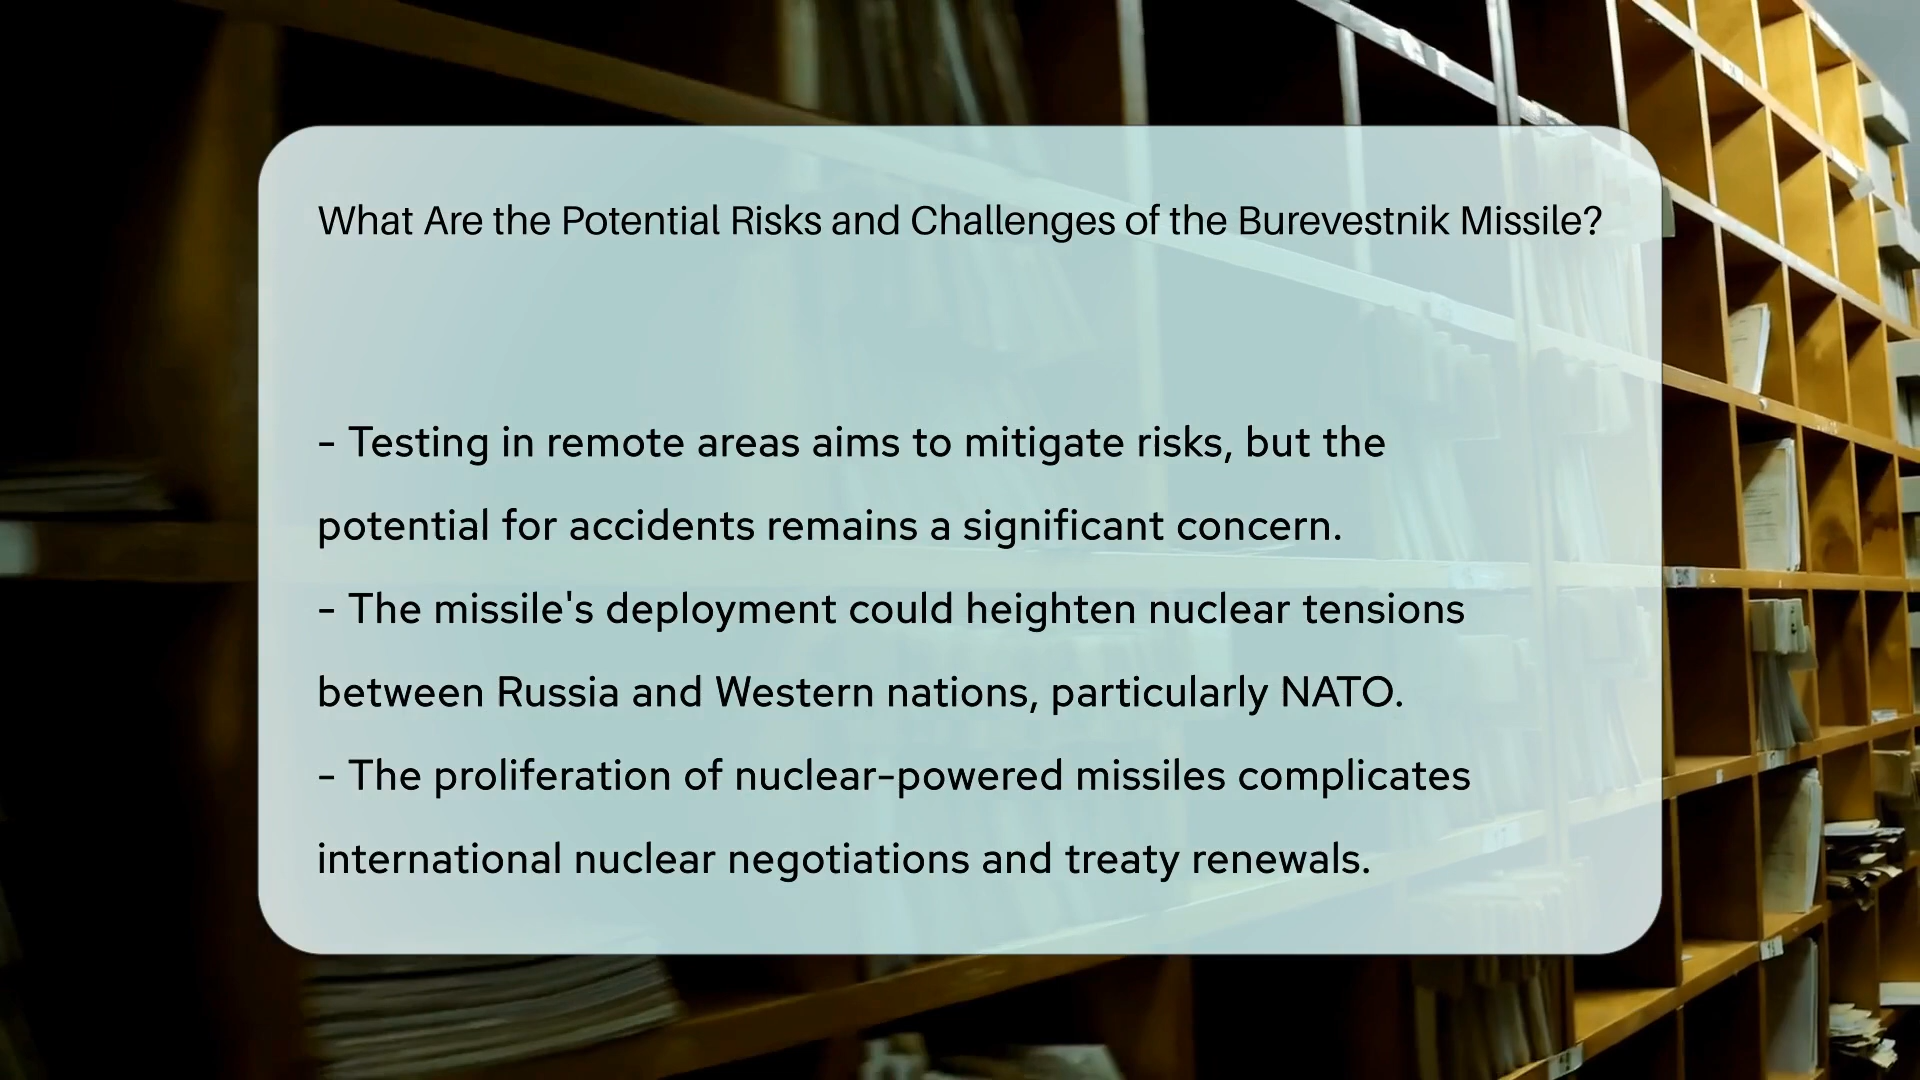 What Are the Potential Risks and Challenges of the Burevestnik Missile?
- Testing in remote areas aims to mitigate risks, but the
potential for accidents remains a significant concern.
- The missile's deployment could heighten nuclear tensions
between Russia and Western nations, particularly NATO.
- The proliferation of nuclear-powered missiles complicates
international nuclear negotiations and treaty renewals.